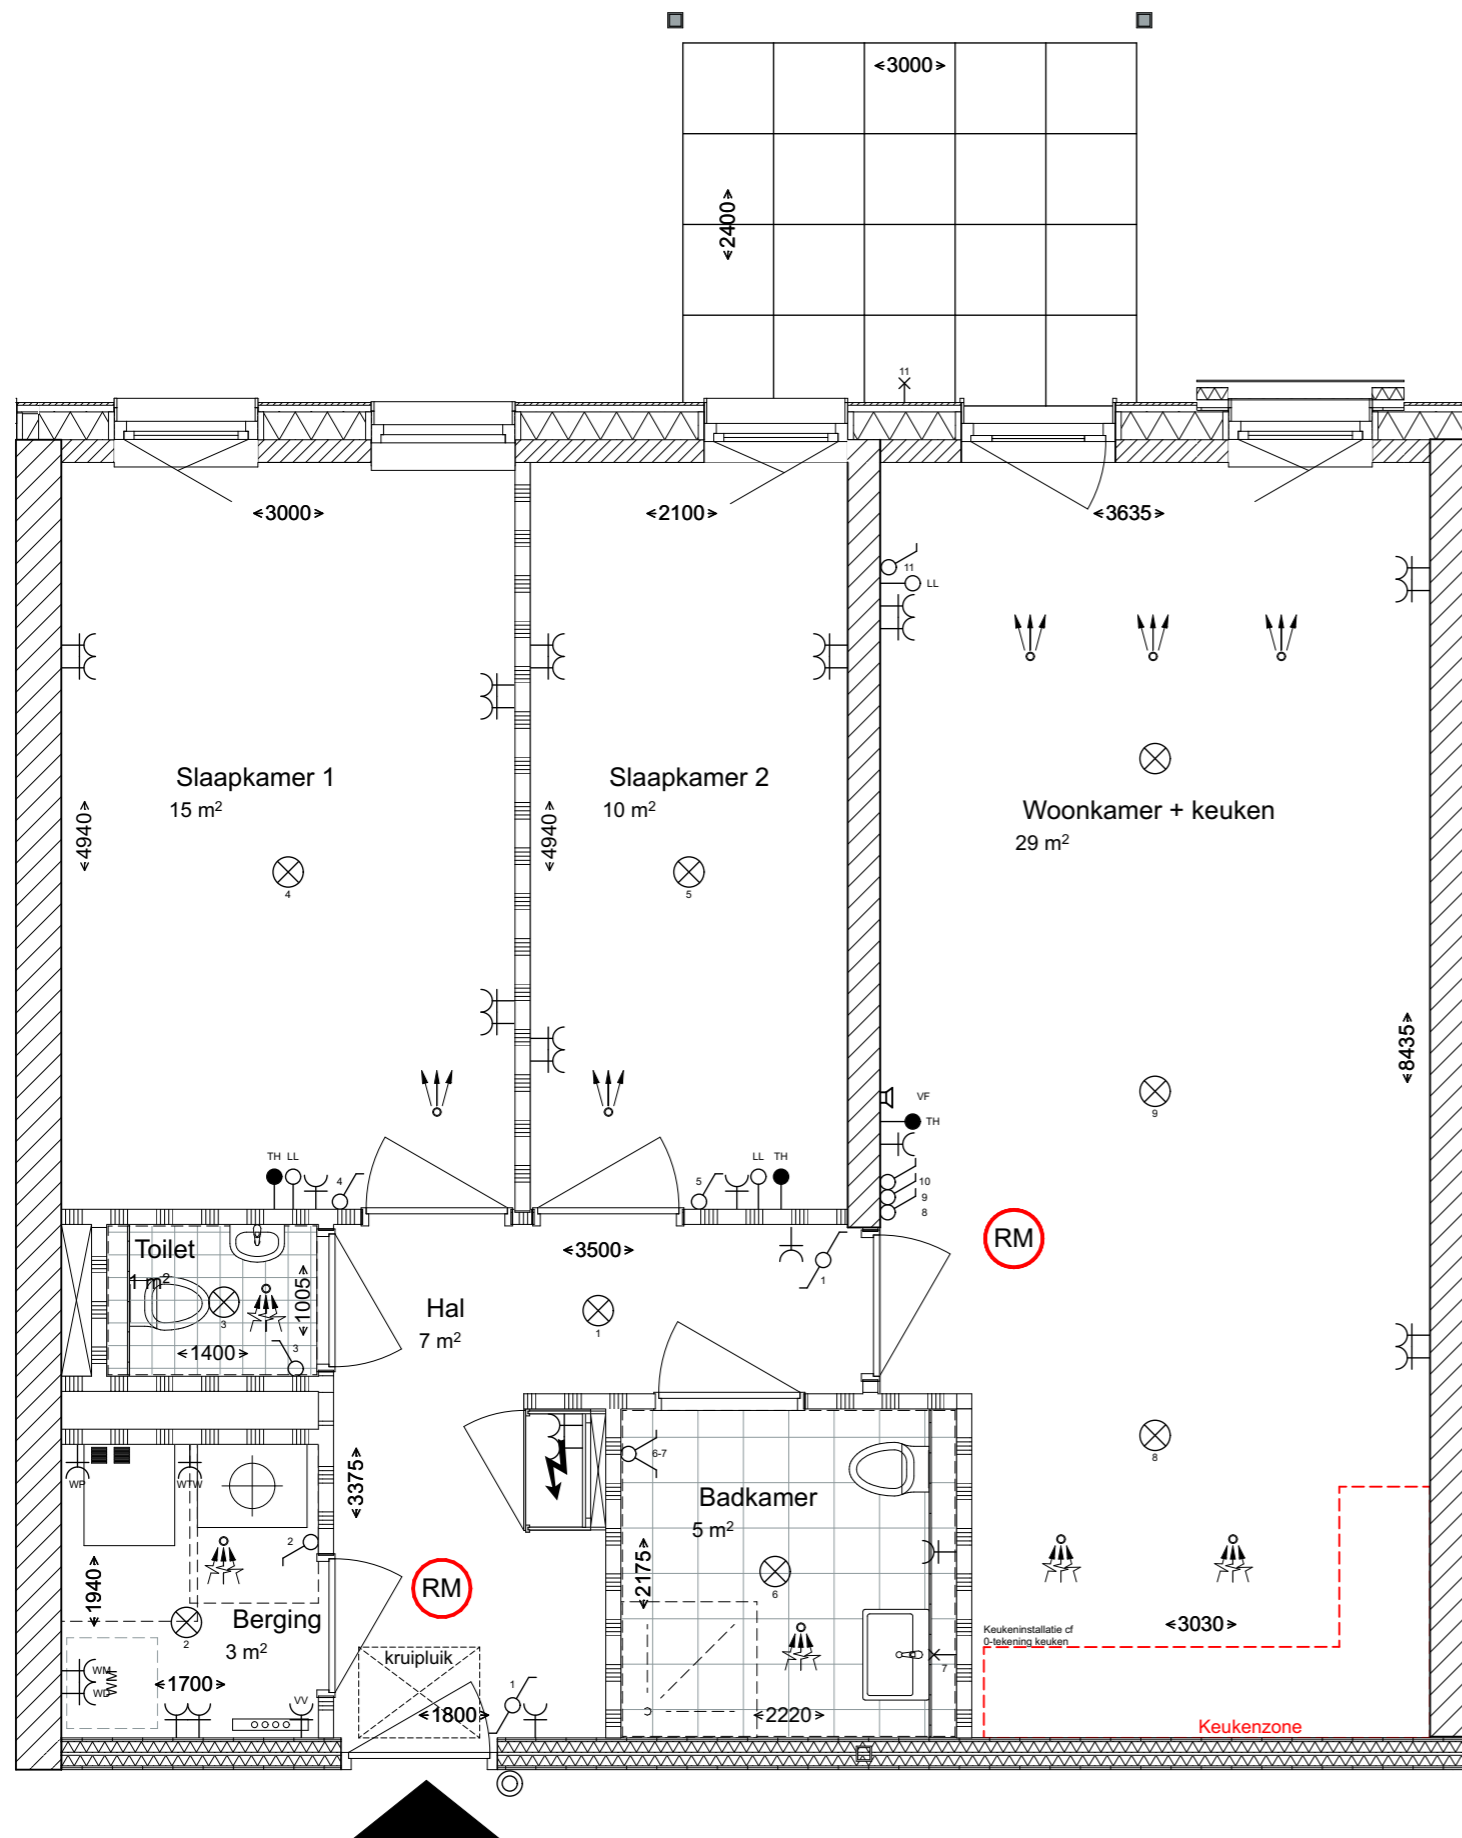 <3000>
<2400>
11
<3000>
<2100>
<3635>
11
LL
Slaapkamer 1
15 m²
Slaapkamer 2
10 m²
Woonkamer + keuken
29 m²
<4940>
<4940>
4
5
<8435>
9
VF
TH
TH LL
4
5
LL TH
10
9
8
RM
Toilet
1 m²
3
<1005>
<1400>
3
<3500>
1
Hal
7 m²
1
8
WP
WTW
<3375>
6-7
Badkamer
5 m²
2
<1940>
2
Berging
3 m²
RM
<2175>
6
7
Keukeninstallatie cf
0-tekening keuken
<3030>
kruipluik
WM
WD
WM
<1700>
VV
<1800>
1
<2220>
Keukenzone